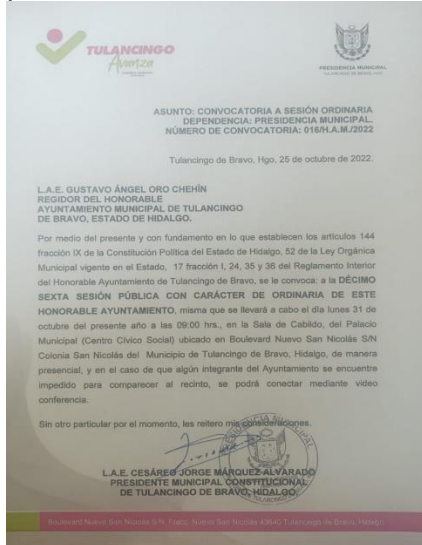 TULANCINGO
Avanza
PRESIDENCIA MUNICIPAL
TULANCINGO DE BRAVO, HGO.
ASUNTO: CONVOCATORIA A SESIÓN ORDINARIA
DEPENDENCIA: PRESIDENCIA MUNICIPAL.
NÚMERO DE CONVOCATORIA: 016/H.A.M./2022
Tulancingo de Bravo, Hgo, 25 de octubre de 2022.
L.A.E. GUSTAVO ÁNGEL ORO CHEHÍN
REGIDOR DEL HONORABLE
AYUNTAMIENTO MUNICIPAL DE TULANCINGO
DE BRAVO, ESTADO DE HIDALGO.
Por medio del presente y con fundamento en lo que establecen los artículos 144
fracción IX de la Constitución Política del Estado de Hidalgo, 52 de la Ley Orgánica
Municipal vigente en el Estado, 17 fracción I, 24, 35 y 36 del Reglamento Interior
del Honorable Ayuntamiento de Tulancingo de Bravo, se le convoca: a la DÉCIMO
SEXTA SESIÓN PÚBLICA CON CARÁCTER DE ORDINARIA DE ESTE
HONORABLE AYUNTAMIENTO, misma que se llevará a cabo el día lunes 31 de
octubre del presente año a las 09:00 hrs., en la Sala de Cabildo, del Palacio
Municipal (Centro Cívico Social) ubicado en Boulevard Nuevo San Nicolás S/N
Colonia San Nicolás del Municipio de Tulancingo de Bravo, Hidalgo, de manera
presencial, y en el caso de que algún integrante del Ayuntamiento se encuentre
impedido para comparecer al recinto, se podrá conectar mediante video
conferencia.
Sin otro particular por el momento, les reitero mis consideraciones.
L.A.E. CESÁREO JORGE MÁRQUEZ ALVARADO
PRESIDENTE MUNICIPAL CONSTITUCIONAL
DE TULANCINGO DE BRAVO, HIDALGO.
Boulevard Nuevo San Nicolás S/N, Fracc. Nuevo San Nicolás 43640 Tulancingo de Bravo, Hidalgo